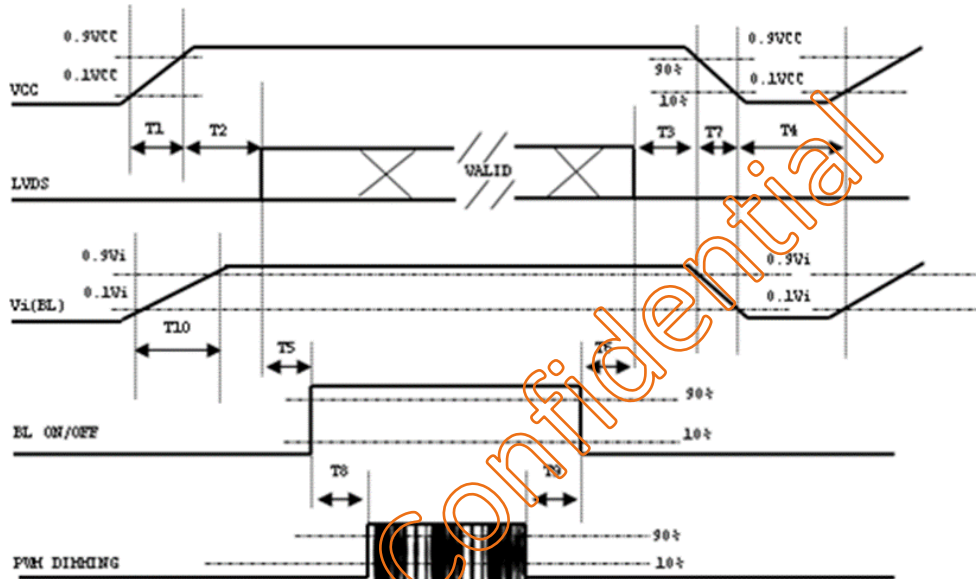 0.9VCC
0.9VCC
0.1VCC
90%
0.1VCC
VCC
10%
T1
T2
T3
T7
T4
VALID
LVDS
0.9Vi
0.9Vi
0.1Vi
0.1Vi
Vi(BL)
T10
T5
T6
90%
BL ON/OFF
10%
T8
T9
90%
PWM DIMMING
10%
Confidential